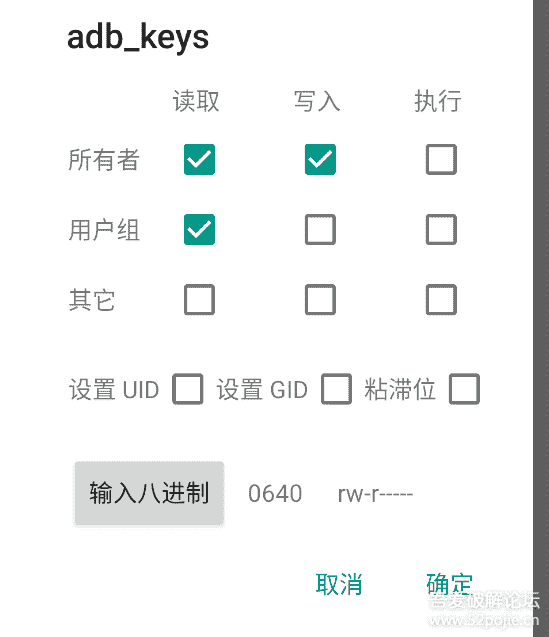 adb_keys
读取 写入 执行
所有者
用户组
其它
设置 UID 设置 GID 粘滞位
输入八进制 0640 rw-r-----
取消 确定
吾爱破解论坛
www.52pojie.cn